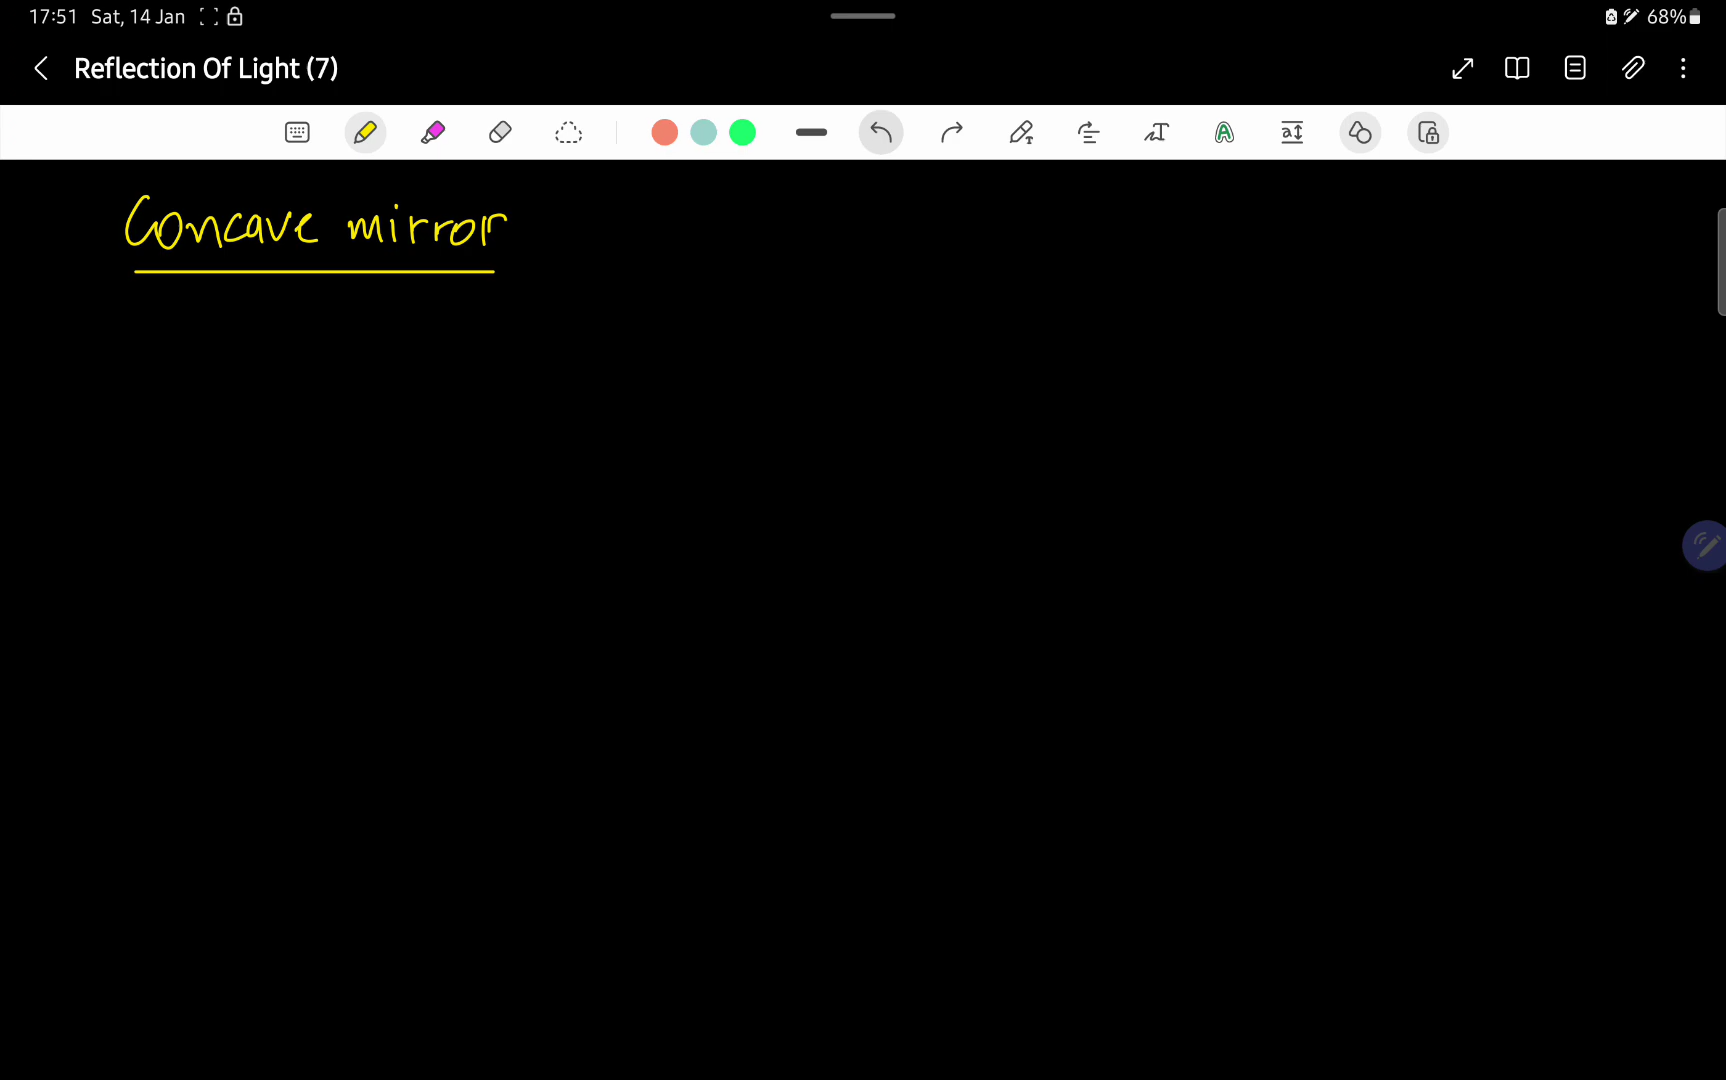 17:51 Sat, 14 Jan
68%
Reflection Of Light (7)
Concave mirror